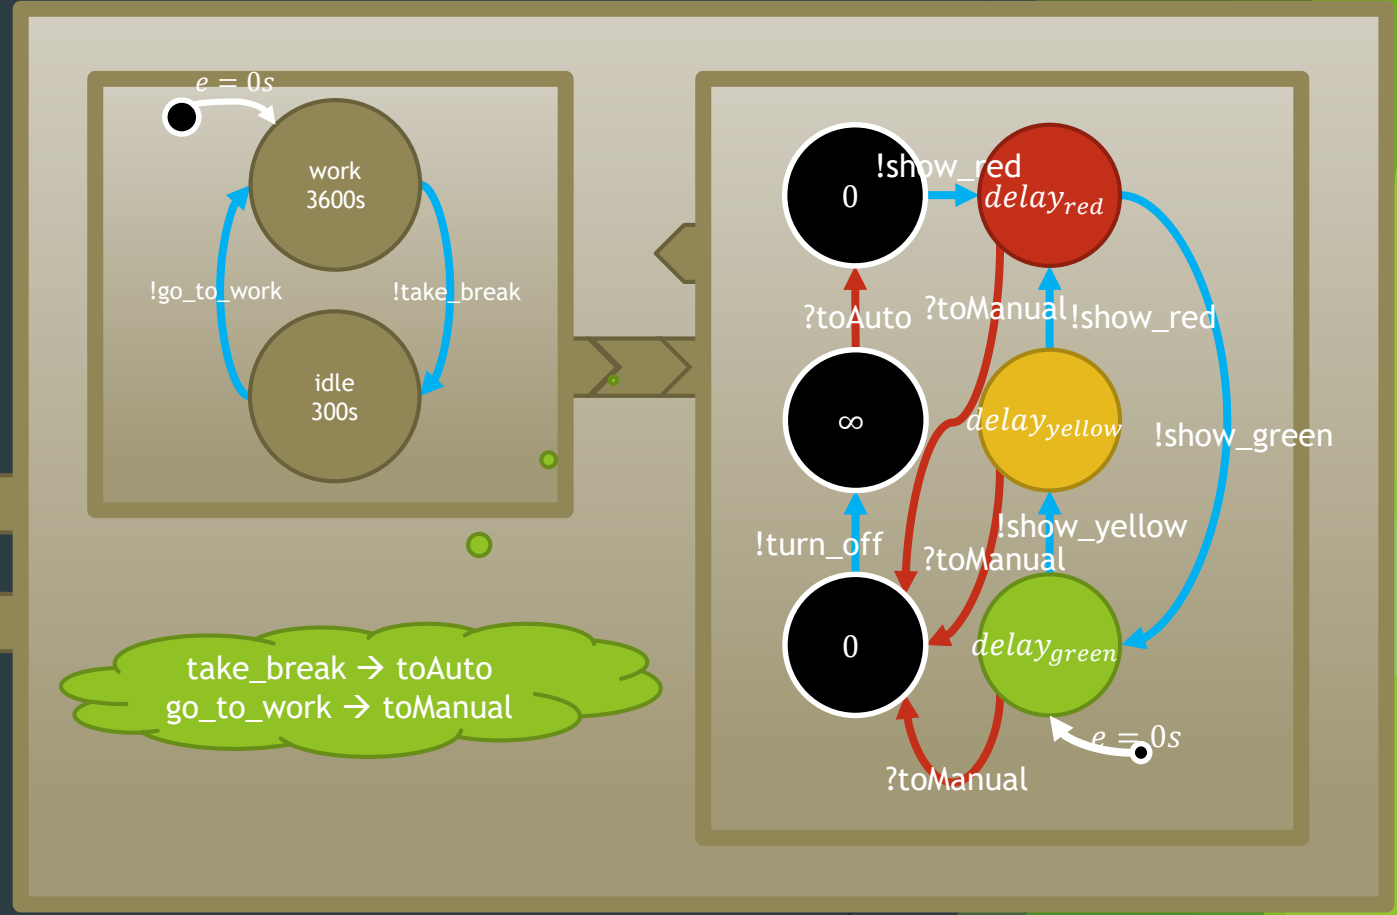 e = 0s
work
3600s
!go_to_work
!take_break
idle
300s
take_break → toAuto
go_to_work → toManual
!show_red
0
delay_red
?toAuto
?toManual
!show_red
∞
delay_yellow
!show_green
!turn_off
!show_yellow
?toManual
0
delay_green
e = 0s
?toManual